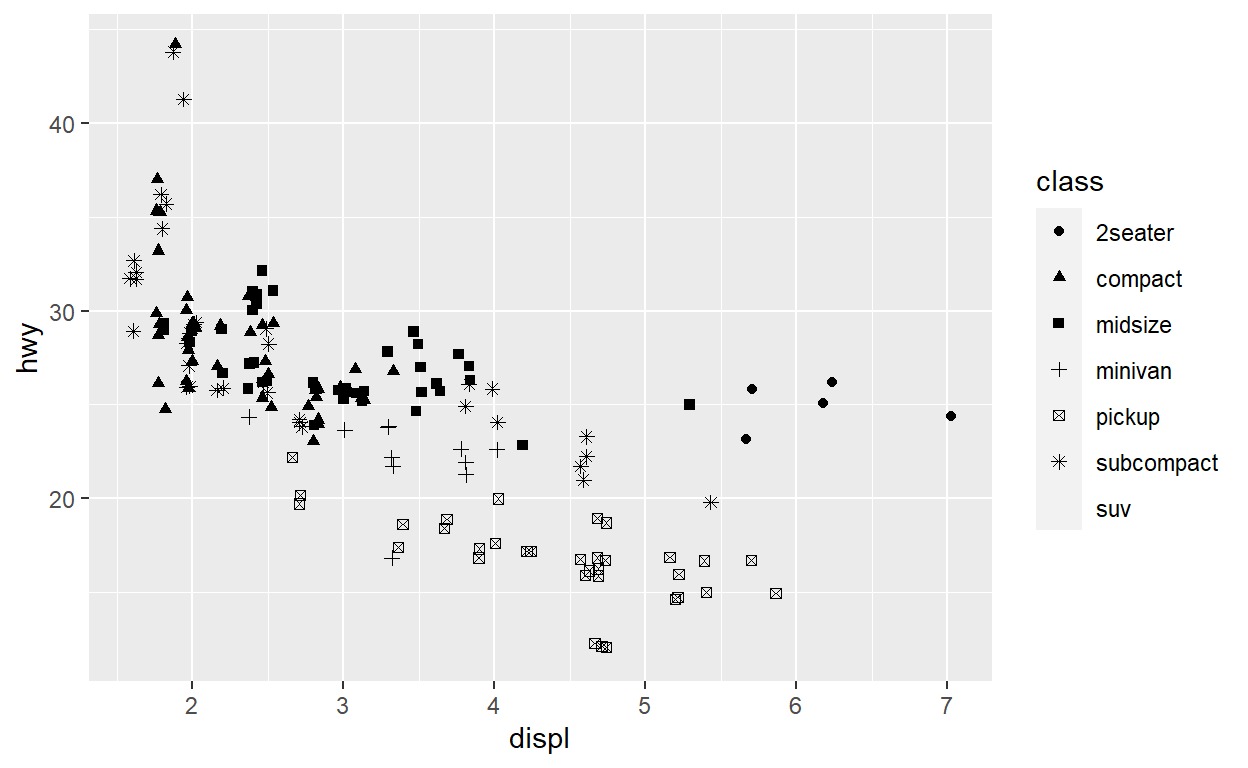 40
30
20
hwy
2 3 4 5 6 7
displ
class
2seater
compact
midsize
minivan
pickup
subcompact
suv